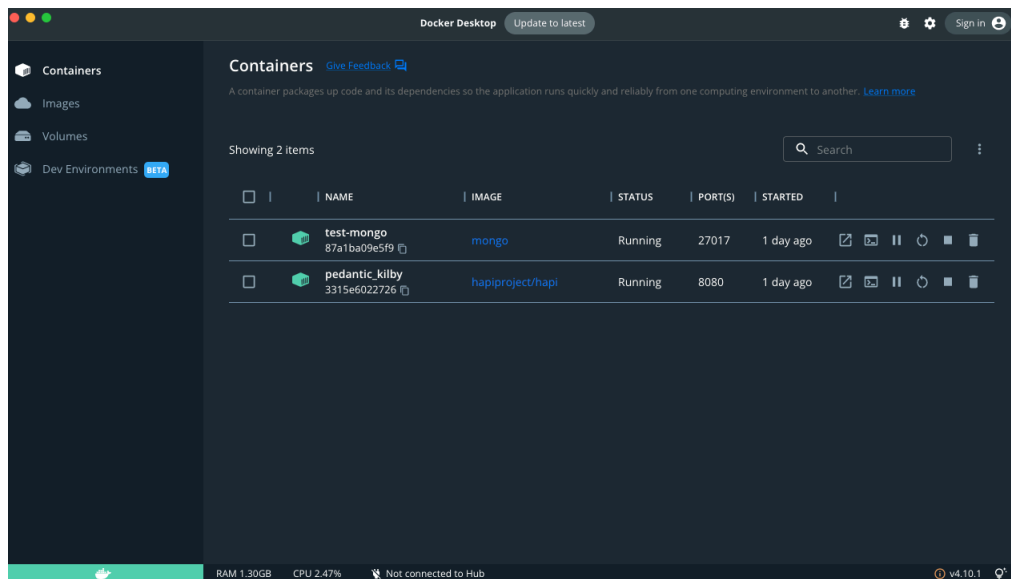 Docker Desktop Update to latest Sign in
Containers
Images
Volumes
Dev Environments BETA
Containers Give Feedback
A container packages up code and its dependencies so the application runs quickly and reliably from one computing environment to another. Learn more
Showing 2 items Search
NAME IMAGE STATUS PORT(S) STARTED
test-mongo
87a1ba09e5f9 mongo Running 27017 1 day ago
pedantic_kilby
3315e6022726 hapiproject/hapi Running 8080 1 day ago
RAM 1.30GB CPU 2.47% Not connected to Hub v4.10.1